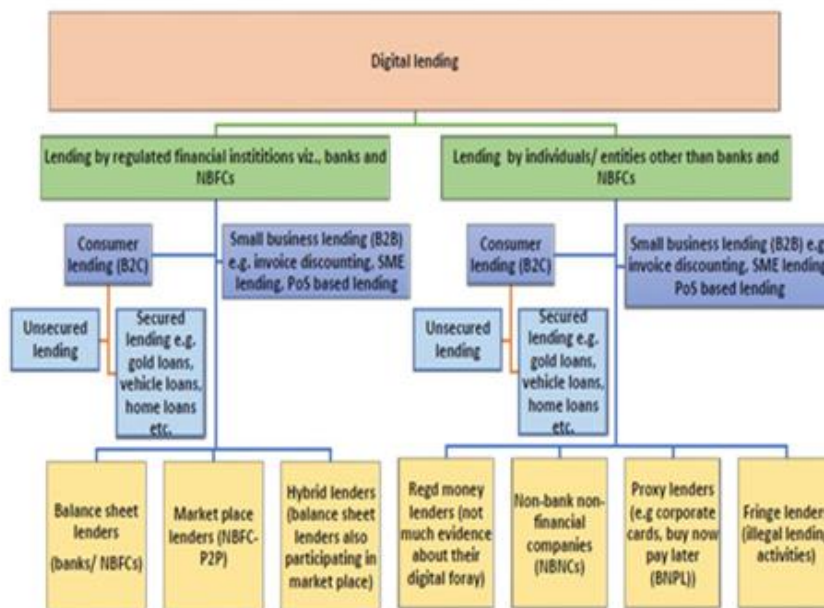 Digital lending
Lending by regulated financial instititions viz., banks and
NBFCs
Lending by individuals/ entities other than banks and
NBFCs
Consumer
lending (B2C)
Small business lending (B2B)
e.g. invoice discounting, SME
lending, PoS based lending
Unsecured
lending
Secured
lending e.g.
gold loans,
vehicle loans,
home loans
etc.
Consumer
lending (B2C)
Small business lending (B2B) e.g.
invoice discounting, SME lending,
PoS based lending
Unsecured
lending
Secured
lending e.g.
gold loans,
vehicle loans,
home loans
etc.
Balance sheet
lenders
(banks/ NBFCs)
Market place
lenders (NBFC-
P2P)
Hybrid lenders
(balance sheet
lenders also
participating in
market place)
Regd money
lenders (not
much evidence
about their
digital foray)
Non-bank non-
financial
companies
(NBNCs)
Proxy lenders
(e.g corporate
cards, buy now
pay later
(BNPL))
Fringe lenders
(illegal lending
activities)